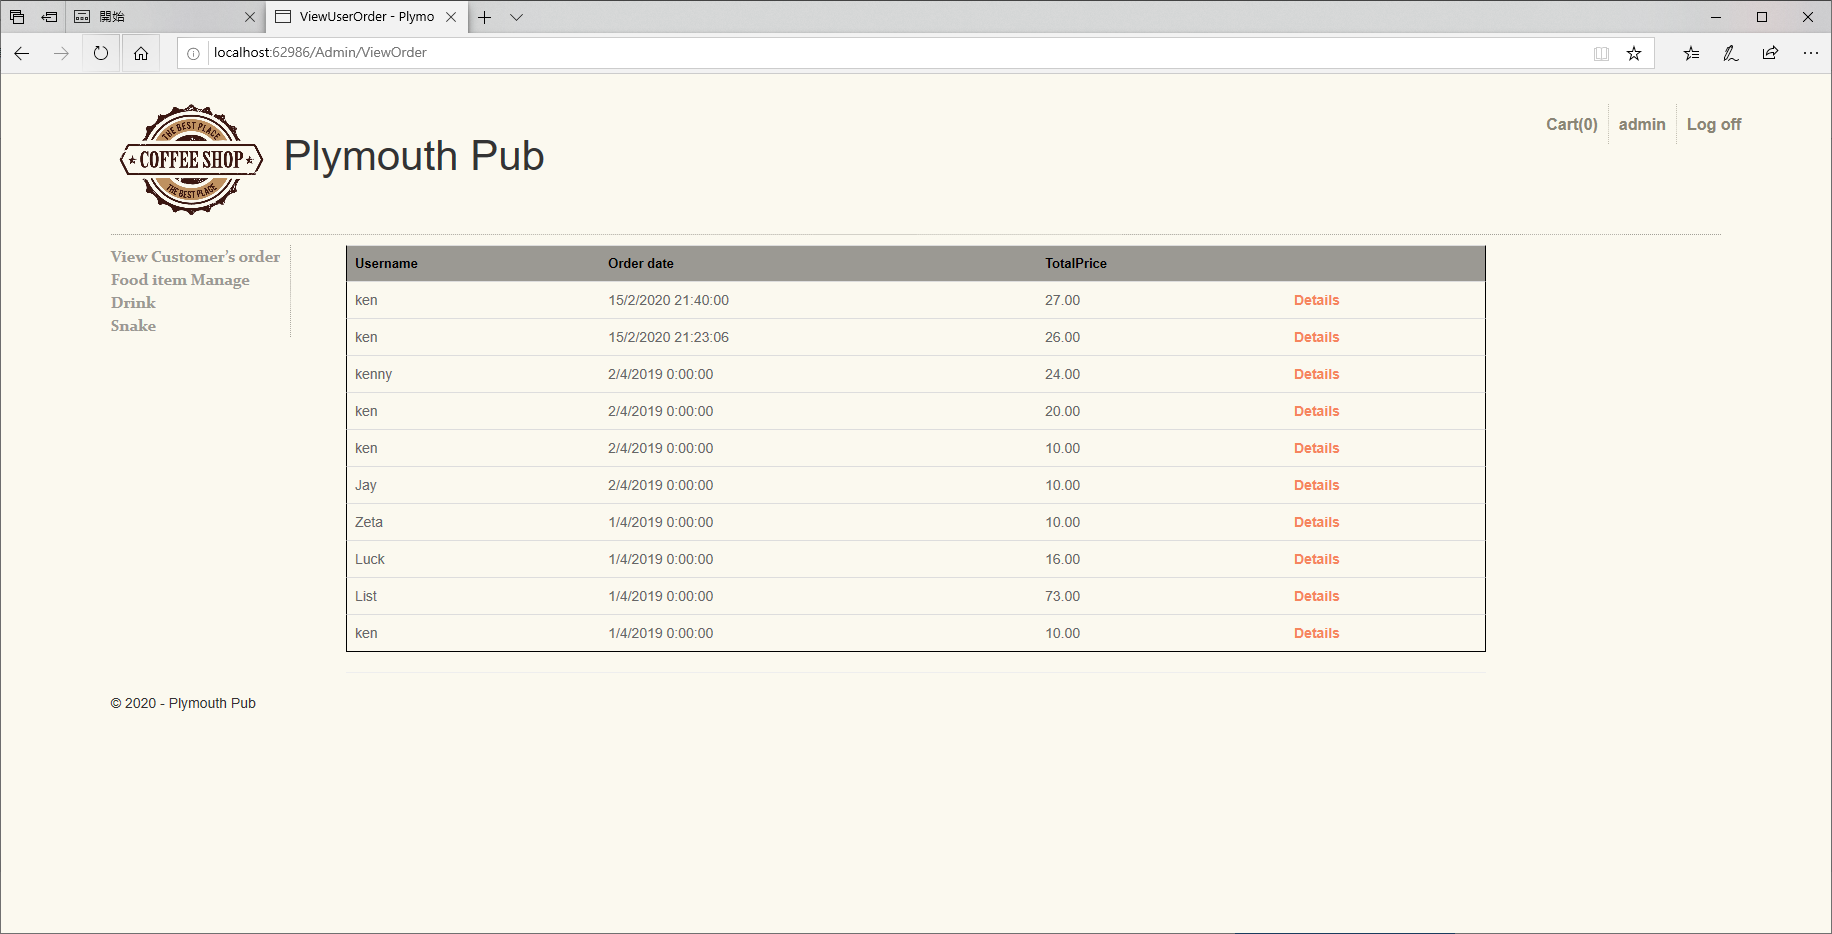 開始
ViewUserOrder - Plymo
localhost:62986/Admin/ViewOrder
THE BEST PLACE
COFFEE SHOP
THE BEST PLACE
Plymouth Pub
Cart(0) admin Log off
View Customer's order
Food item Manage
Drink
Snake
Username Order date TotalPrice
ken 15/2/2020 21:40:00 27.00 Details
ken 15/2/2020 21:23:06 26.00 Details
kenny 2/4/2019 0:00:00 24.00 Details
ken 2/4/2019 0:00:00 20.00 Details
ken 2/4/2019 0:00:00 10.00 Details
Jay 2/4/2019 0:00:00 10.00 Details
Zeta 1/4/2019 0:00:00 10.00 Details
Luck 1/4/2019 0:00:00 16.00 Details
List 1/4/2019 0:00:00 73.00 Details
ken 1/4/2019 0:00:00 10.00 Details
© 2020 - Plymouth Pub